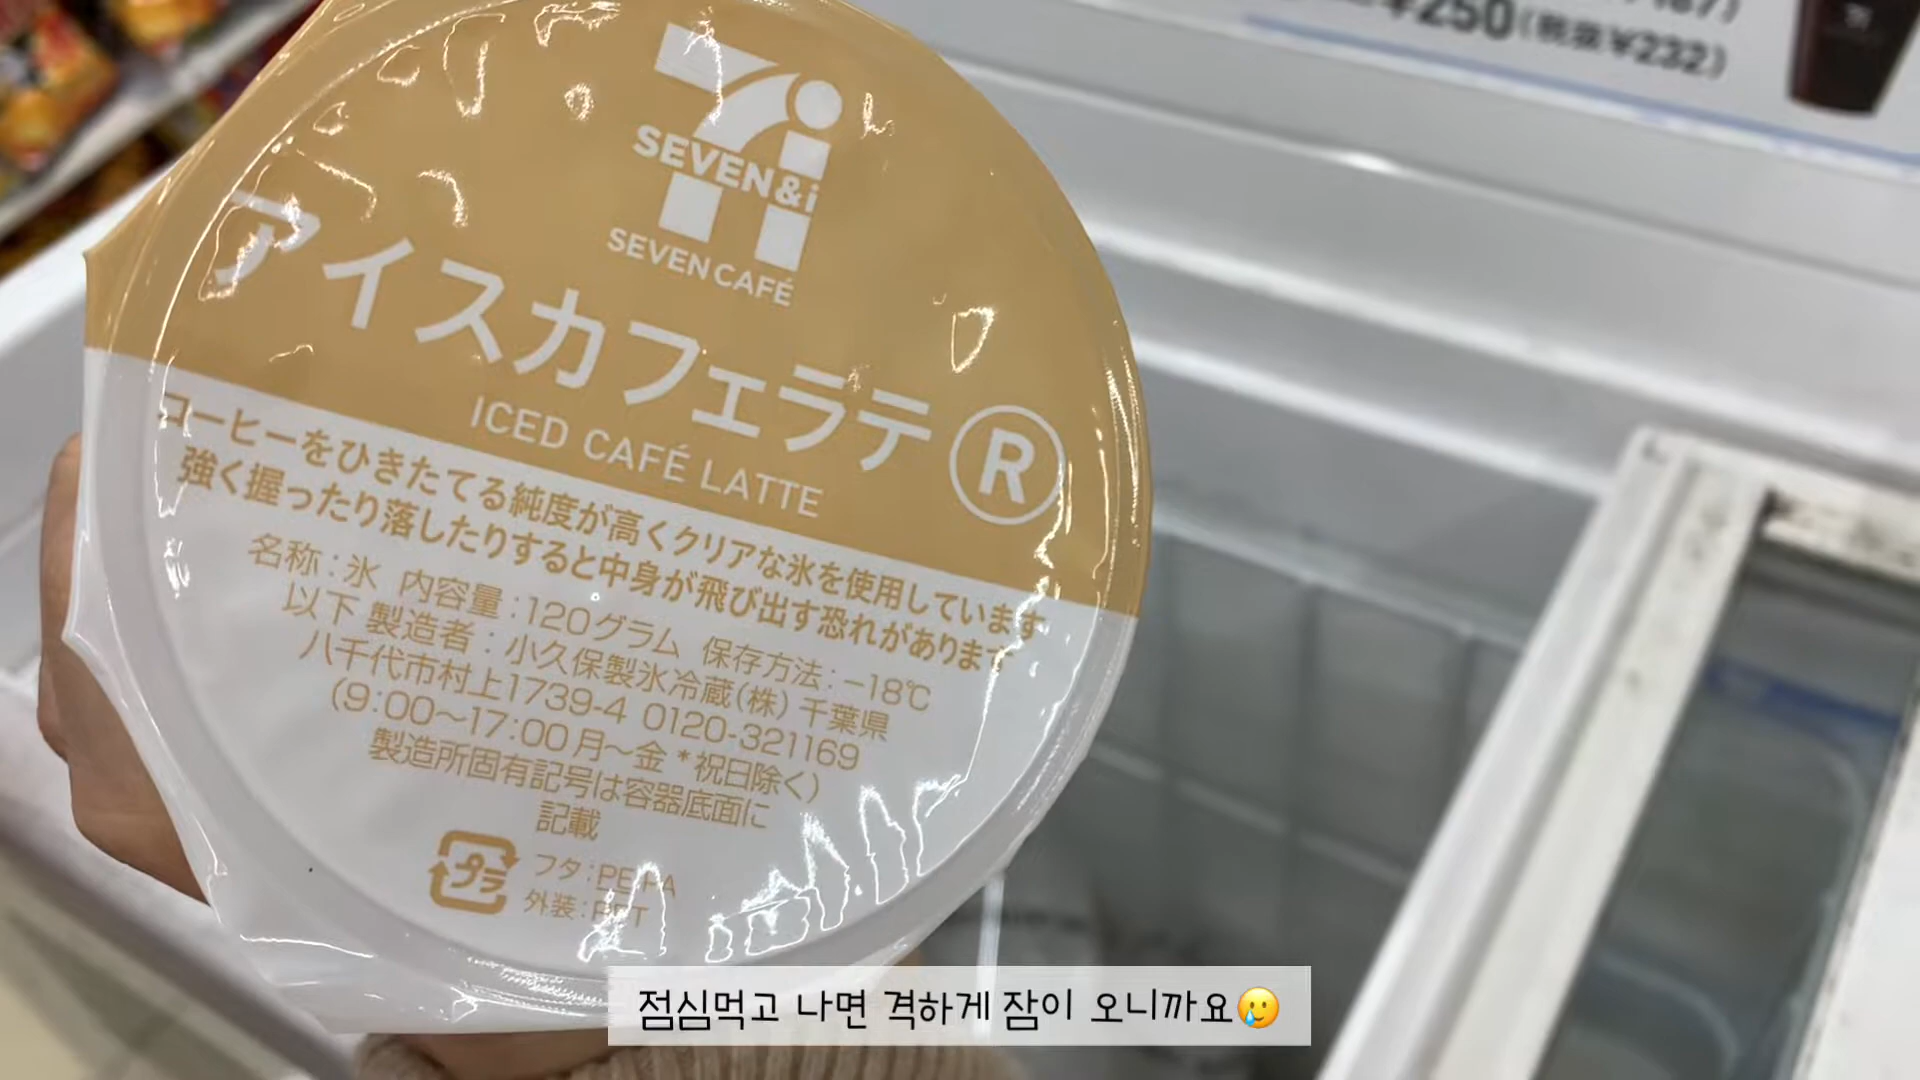 ¥250(税抜¥232)
SEVEN&i
SEVEN CAFÉ
アイスカフェラテ Ⓡ
ICED CAFÉ LATTE
コーヒーをひきたてる純度が高くクリアな氷を使用しています
強く握ったり落したりすると中身が飛び出す恐れがあります
名称:氷 内容量:120グラム 保存方法:−18℃
以下 製造者:小久保製氷冷蔵(株) 千葉県
八千代市村上1739-4 0120-321169
(9:00〜17:00 月〜金 *祝日除く)
製造所固有記号は容器底面に
記載
プラ
フタ:PE,PA
外装:PET
점심먹고 나면 격하게 잠이 오니까요🥲